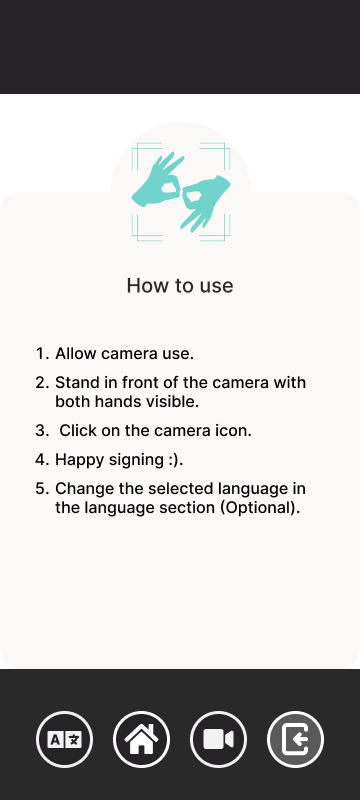 How to use
1. Allow camera use.
2. Stand in front of the camera with
both hands visible.
3. Click on the camera icon.
4. Happy signing :).
5. Change the selected language in
the language section (Optional).
A 文